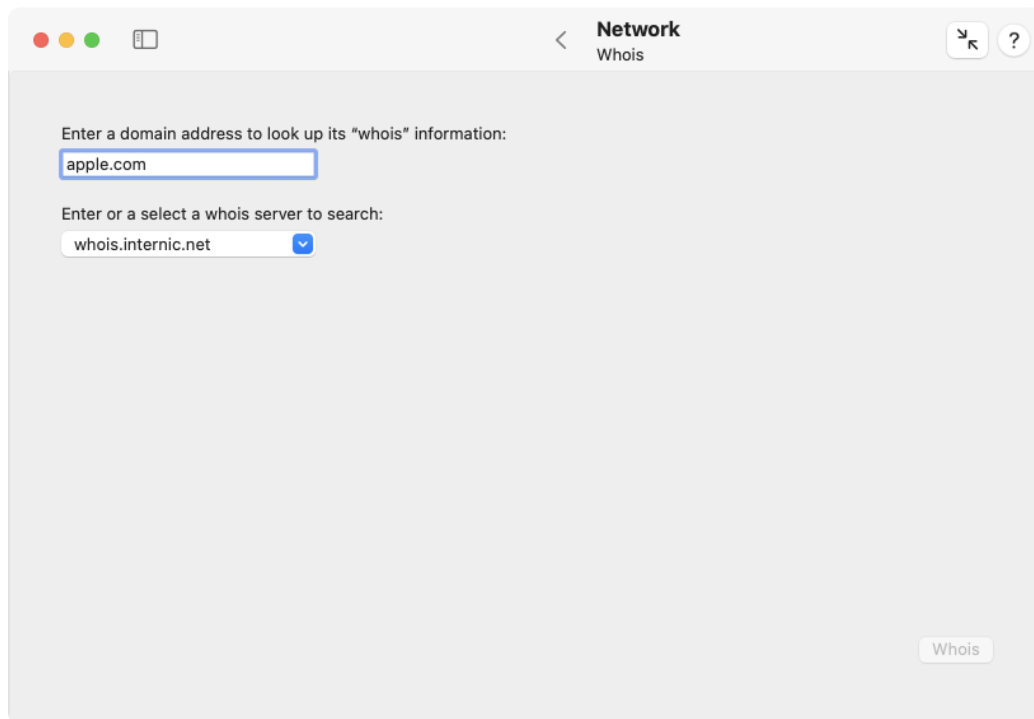 Network
Whois
?
Enter a domain address to look up its “whois” information:
apple.com
Enter or a select a whois server to search:
whois.internic.net
Whois